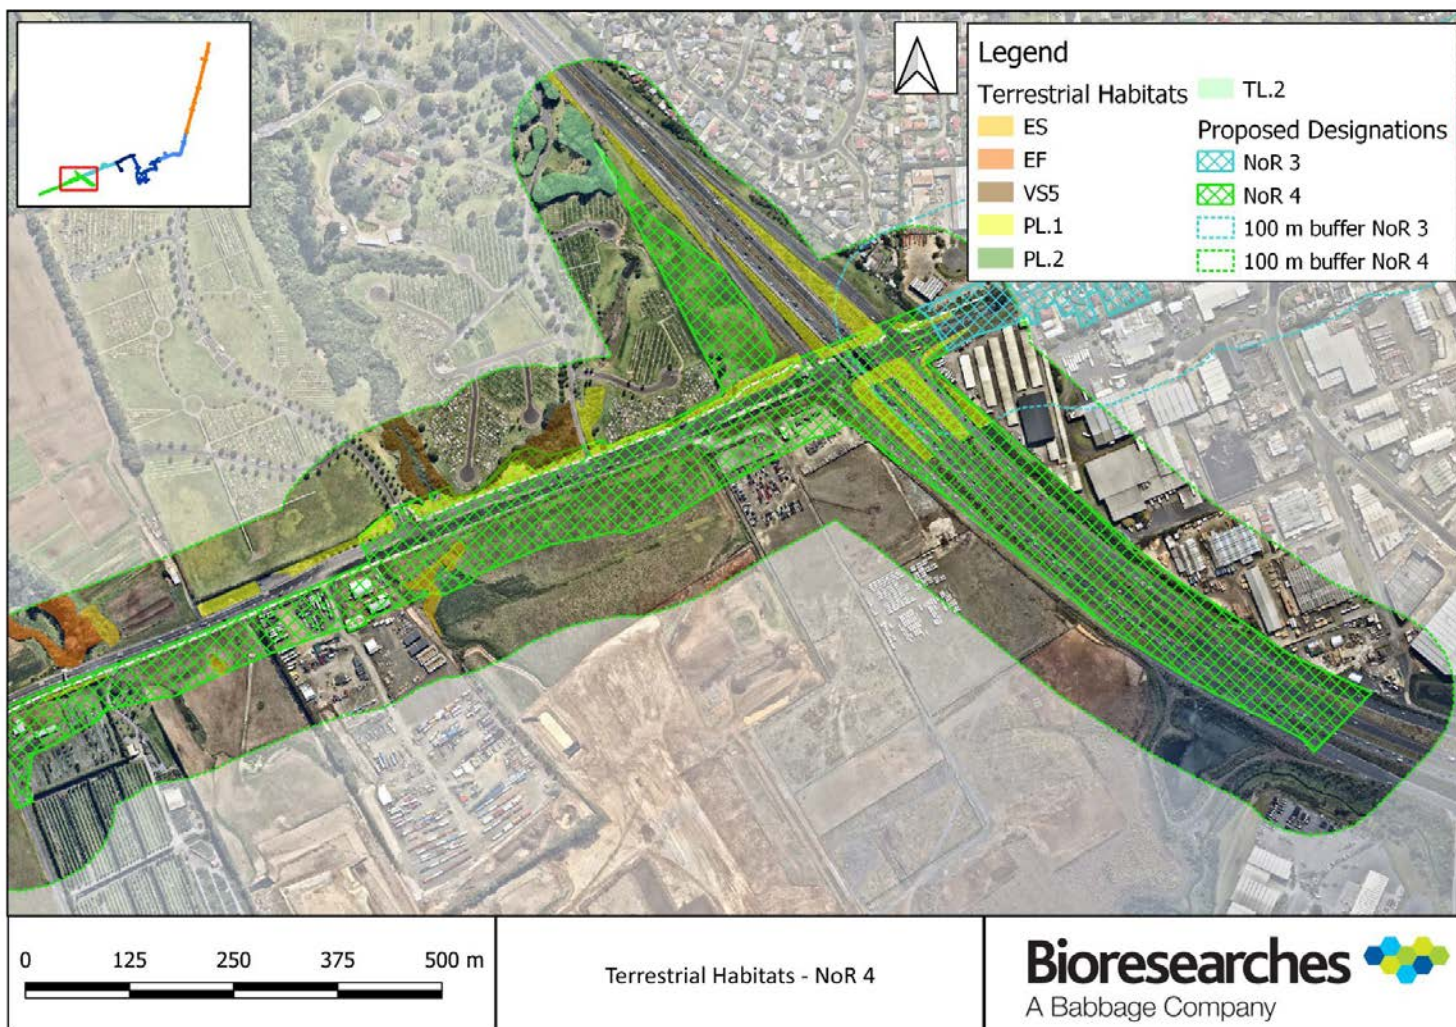 Legend
Terrestrial Habitats
ES
EF
VS5
PL.1
PL.2
TL.2
Proposed Designations
NoR 3
NoR 4
100 m buffer NoR 3
100 m buffer NoR 4
0 125 250 375 500 m
Terrestrial Habitats - NoR 4
Bioresearches
A Babbage Company